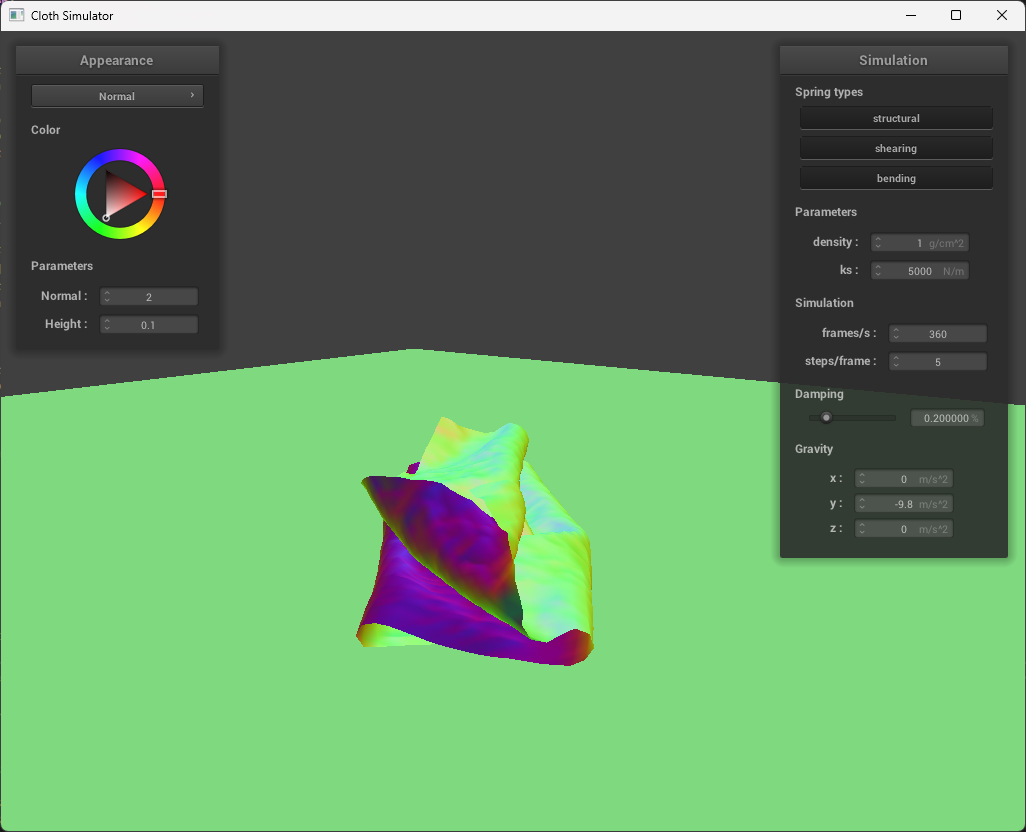 Cloth Simulator
Appearance
Normal
Color
Parameters
Normal : 2
Height : 0.1
Simulation
Spring types
structural
shearing
bending
Parameters
density : 1 g/cm^2
ks : 5000 N/m
Simulation
frames/s : 360
steps/frame : 5
Damping
0.200000 %
Gravity
x : 0 m/s^2
y : -9.8 m/s^2
z : 0 m/s^2